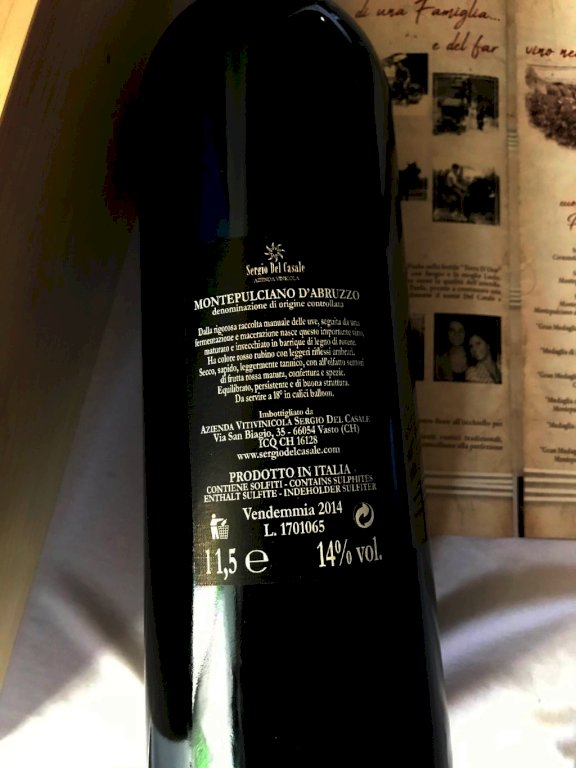 di una Famiglia...
e del far
vino ne
Sergio Del Casale
AZIENDA VINICOLA
MONTEPULCIANO D'ABRUZZO
denominazione di origine controllata
Dalla rigorosa raccolta manuale delle uve, seguita da una
fermentazione e macerazione nasce questo importante vino,
maturato e invecchiato in barrique di legno di rovere.
Ha colore rosso rubino con leggeri riflessi ambrati.
Secco, sapido, leggermente tannico, con all'olfatto sentori
di frutta rossa matura, confettura e spezie.
Equilibrato, persistente e di buona struttura.
Da servire a 18° in calici balloon.
Imbottigliato da
AZIENDA VITIVINICOLA SERGIO DEL CASALE
Via San Biagio, 35 - 66054 Vasto (CH)
ICQ CH 16128
www.sergiodelcasale.com
PRODOTTO IN ITALIA
CONTIENE SOLFITI - CONTAINS SULPHITES
ENTHALT SULFITE - INDEHOLDER SULFITER
Vendemmia 2014
L. 1701065
11,5 e 14% vol.